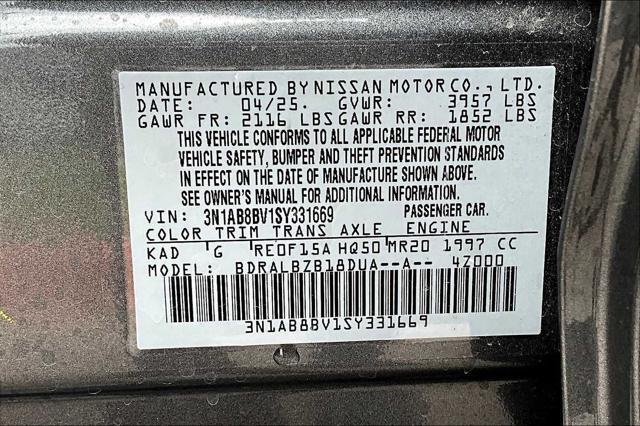 MANUFACTURED BY NISSAN MOTOR CO., LTD.
DATE: 04/25. GVWR: 3957 LBS
GAWR FR: 2116 LBS GAWR RR: 1852 LBS
THIS VEHICLE CONFORMS TO ALL APPLICABLE FEDERAL MOTOR
VEHICLE SAFETY, BUMPER AND THEFT PREVENTION STANDARDS
IN EFFECT ON THE DATE OF MANUFACTURE SHOWN ABOVE.
SEE OWNER'S MANUAL FOR ADDITIONAL INFORMATION.
VIN: 3N1AB8BV1SY331669 PASSENGER CAR.
COLOR TRIM TRANS AXLE ENGINE
KAD G RE0F15A HQ50 MR20 1997 CC
MODEL: BDRALBZB18DUA--A-- 4Z000
3N1AB8BV1SY331669